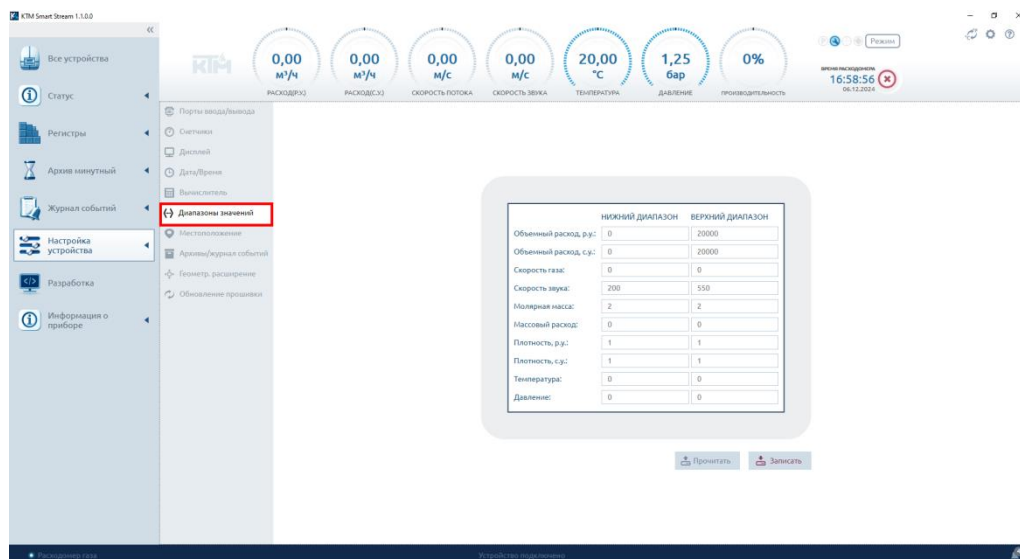 KTM Smart Stream 1.1.0.0
Все устройства
Статус
Регистры
Архив минутный
Журнал событий
Настройка
устройства
Разработка
Информация о
приборе
КТМ
0,00 0,00 0,00 0,00 20,00 1,25 0%
м³/ч м³/ч м/с м/с °C бар
РАСХОД(Р.У.) РАСХОД(С.У.) СКОРОСТЬ ПОТОКА СКОРОСТЬ ЗВУКА ТЕМПЕРАТУРА ДАВЛЕНИЕ ПРОИЗВОДИТЕЛЬНОСТЬ
Режим
ВРЕМЯ РАСХОДОМЕРА
16:58:56
06.12.2024
Порты ввода/вывода
Счетчики
Дисплей
Дата/Время
Вычислитель
Диапазоны значений
Местоположение
Архивы/журнал событий
Геометр. расширение
Обновление прошивки
НИЖНИЙ ДИАПАЗОН ВЕРХНИЙ ДИАПАЗОН
Объемный расход, р.у.: 0 20000
Объемный расход, с.у.: 0 20000
Скорость газа: 0 0
Скорость звука: 200 550
Молярная масса: 2 2
Массовый расход: 0 0
Плотность, р.у.: 1 1
Плотность, с.у.: 1 1
Температура: 0 0
Давление: 0 0
Прочитать Записать
Расходомер газа Устройство подключено